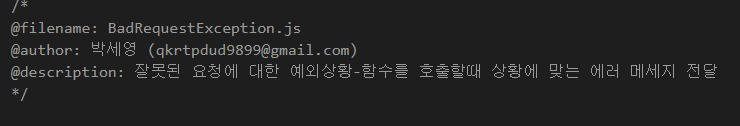 /*
@filename: BadRequestException.js
@author: 박세영 (qkrtpdud9899@gmail.com)
@description: 잘못된 요청에 대한 예외상황-함수를 호출할때 상황에 맞는 에러 메세지 전달
*/